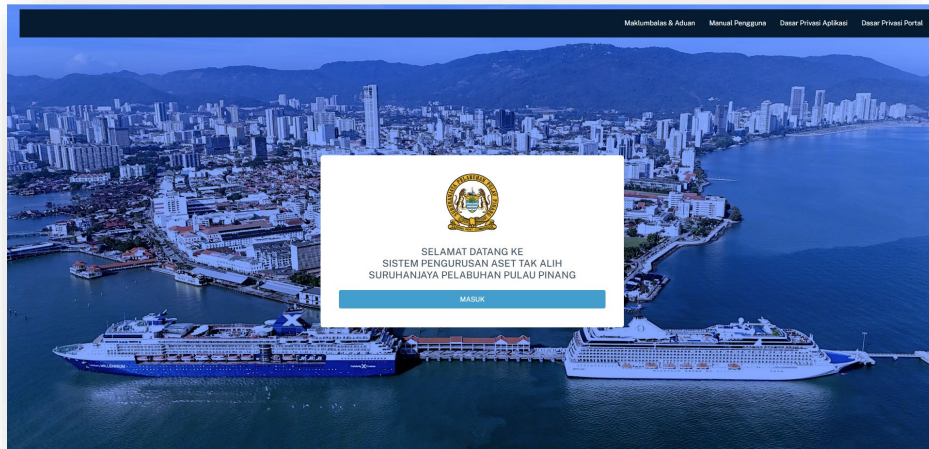 Maklumbalas & Aduan Manual Pengguna Dasar Privasi Aplikasi Dasar Privasi Portal
SELAMAT DATANG KE
SISTEM PENGURUSAN ASET TAK ALIH
SURUHANJAYA PELABUHAN PULAU PINANG
MASUK
MILLENNIUM